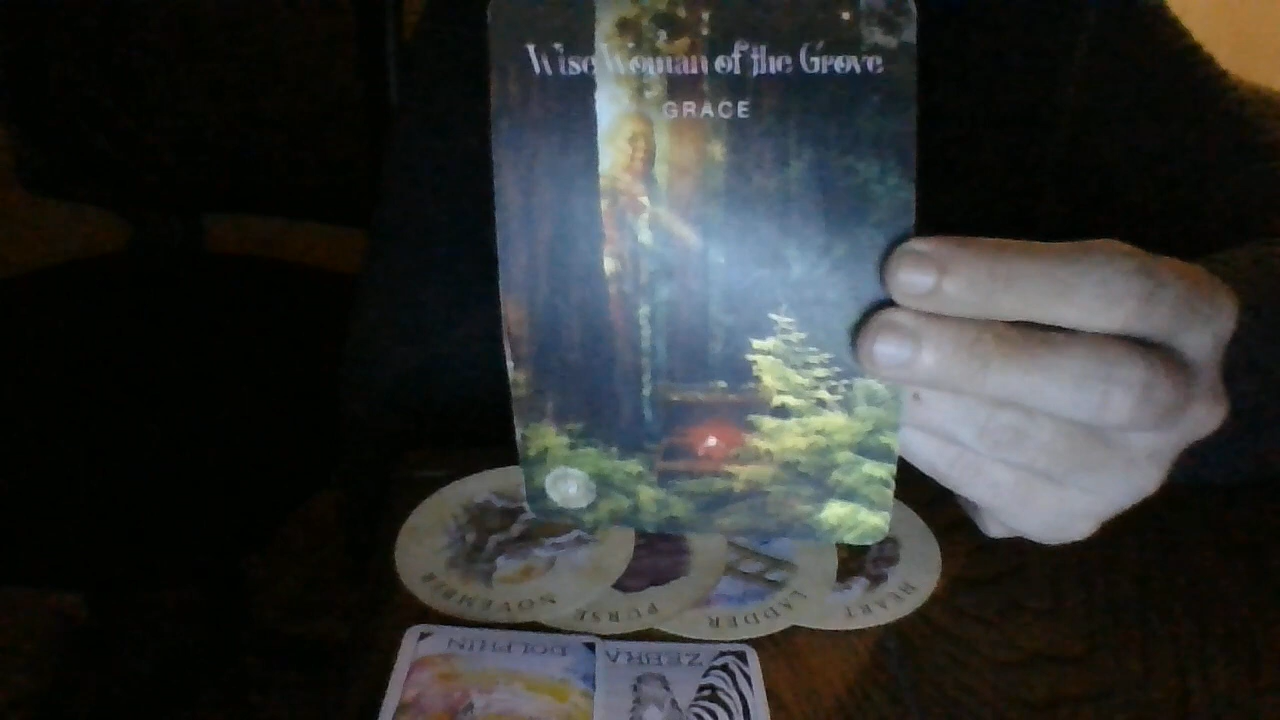 Wise Woman of the Grove
GRACE
NOVEMBER
PURSE
LADDER
HEART
DOLPHIN
ZEBRA